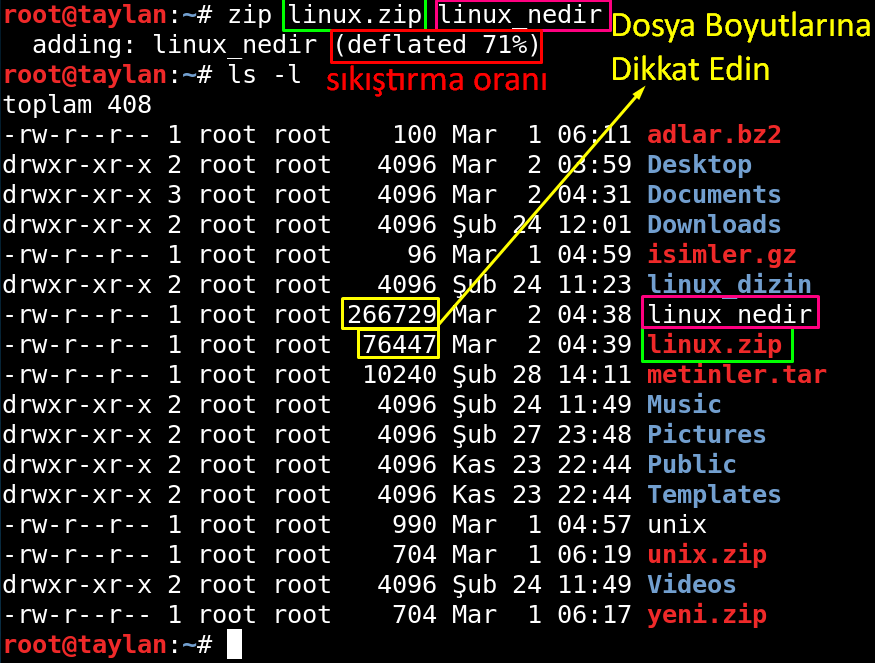 root@taylan:~# zip linux.zip linux_nedir
Dosya Boyutlarına
Dikkat Edin
  adding: linux_nedir (deflated 71%)
sıkıştırma oranı
root@taylan:~# ls -l
toplam 408
-rw-r--r-- 1 root root    100 Mar  1 06:11 adlar.bz2
drwxr-xr-x 2 root root   4096 Mar  2 03:59 Desktop
drwxr-xr-x 3 root root   4096 Mar  2 04:31 Documents
drwxr-xr-x 2 root root   4096 Şub 24 12:01 Downloads
-rw-r--r-- 1 root root     96 Mar  1 04:59 isimler.gz
drwxr-xr-x 2 root root   4096 Şub 24 11:23 linux_dizin
-rw-r--r-- 1 root root 266729 Mar  2 04:38 linux_nedir
-rw-r--r-- 1 root root  76447 Mar  2 04:39 linux.zip
-rw-r--r-- 1 root root  10240 Şub 28 14:11 metinler.tar
drwxr-xr-x 2 root root   4096 Şub 24 11:49 Music
drwxr-xr-x 2 root root   4096 Şub 27 23:48 Pictures
drwxr-xr-x 2 root root   4096 Kas 23 22:44 Public
drwxr-xr-x 2 root root   4096 Kas 23 22:44 Templates
-rw-r--r-- 1 root root    990 Mar  1 04:57 unix
-rw-r--r-- 1 root root    704 Mar  1 06:19 unix.zip
drwxr-xr-x 2 root root   4096 Şub 24 11:49 Videos
-rw-r--r-- 1 root root    704 Mar  1 06:17 yeni.zip
root@taylan:~#